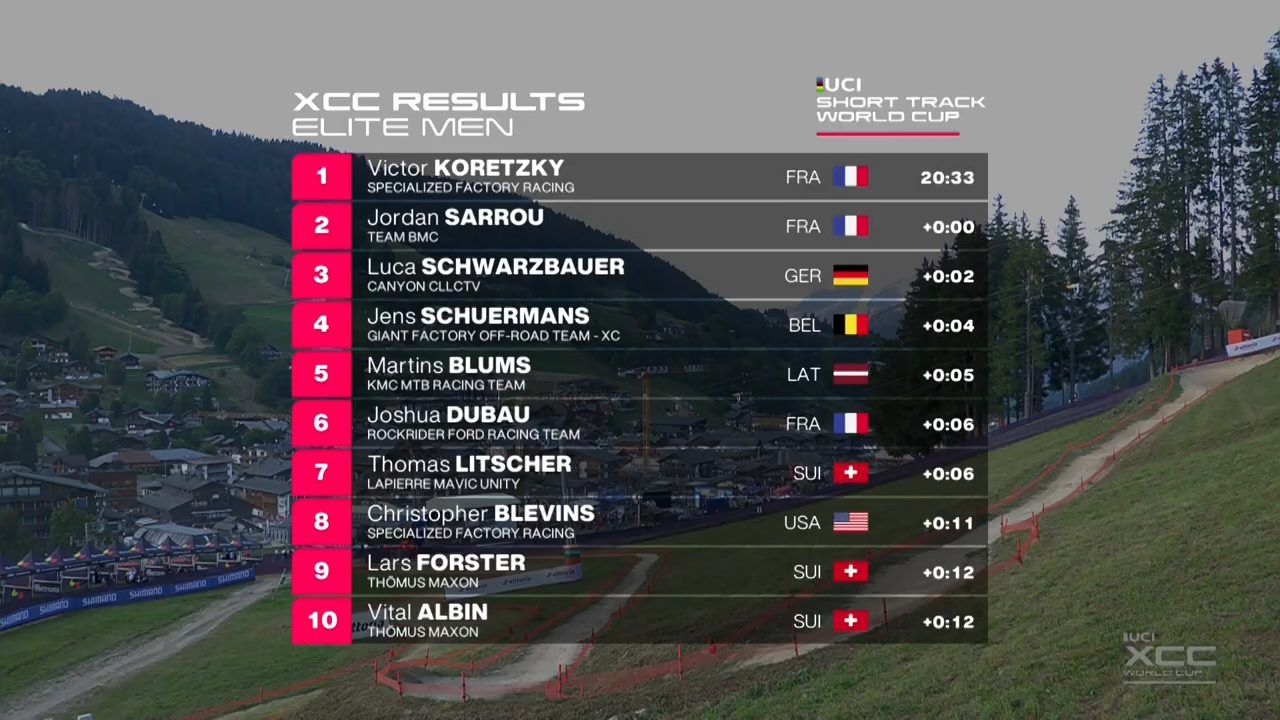 XCC RESULTS
ELITE MEN
UCI
SHORT TRACK
WORLD CUP
1 Victor KORETZKY FRA 20:33
SPECIALIZED FACTORY RACING
2 Jordan SARROU FRA +0:00
TEAM BMC
3 Luca SCHWARZBAUER GER +0:02
CANYON CLLCTV
4 Jens SCHUERMANS BEL +0:04
GIANT FACTORY OFF-ROAD TEAM - XC
5 Martins BLUMS LAT +0:05
KMC MTB RACING TEAM
6 Joshua DUBAU FRA +0:06
ROCKRIDER FORD RACING TEAM
7 Thomas LITSCHER SUI +0:06
LAPIERRE MAVIC UNITY
8 Christopher BLEVINS USA +0:11
SPECIALIZED FACTORY RACING
9 Lars FORSTER SUI +0:12
THÖMUS MAXON
10 Vital ALBIN SUI +0:12
THÖMUS MAXON
SHIMANO SHIMANO SHIMANO SHIMANO SHIMANO
UCI
XCC
WORLD CUP